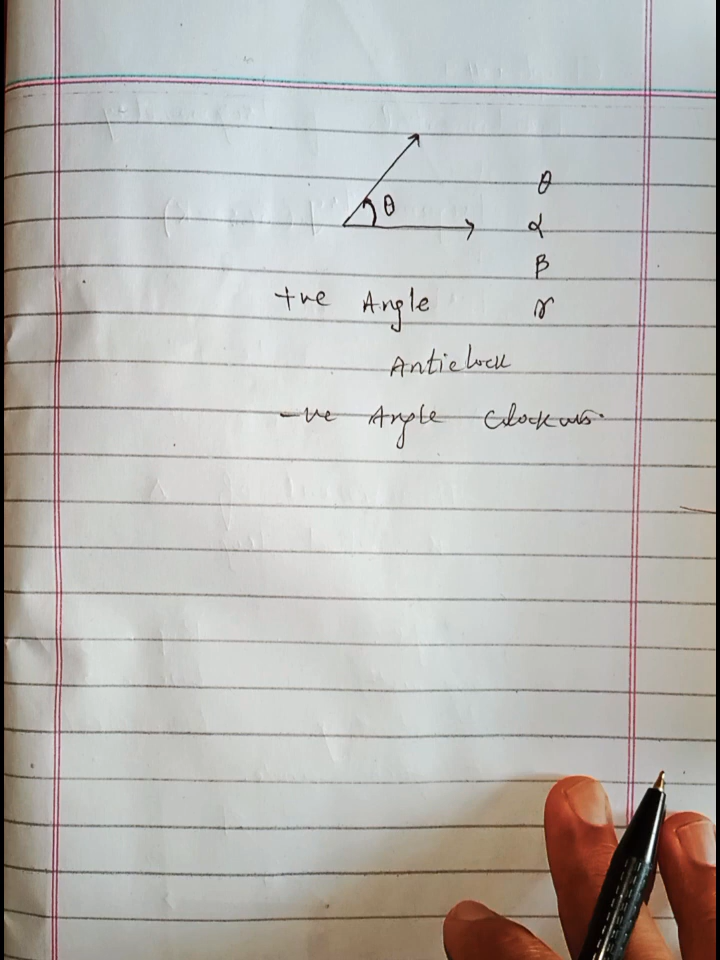 θ
θ
α
β
+ve Angle γ
Anticlock
-ve Angle Clockwis.